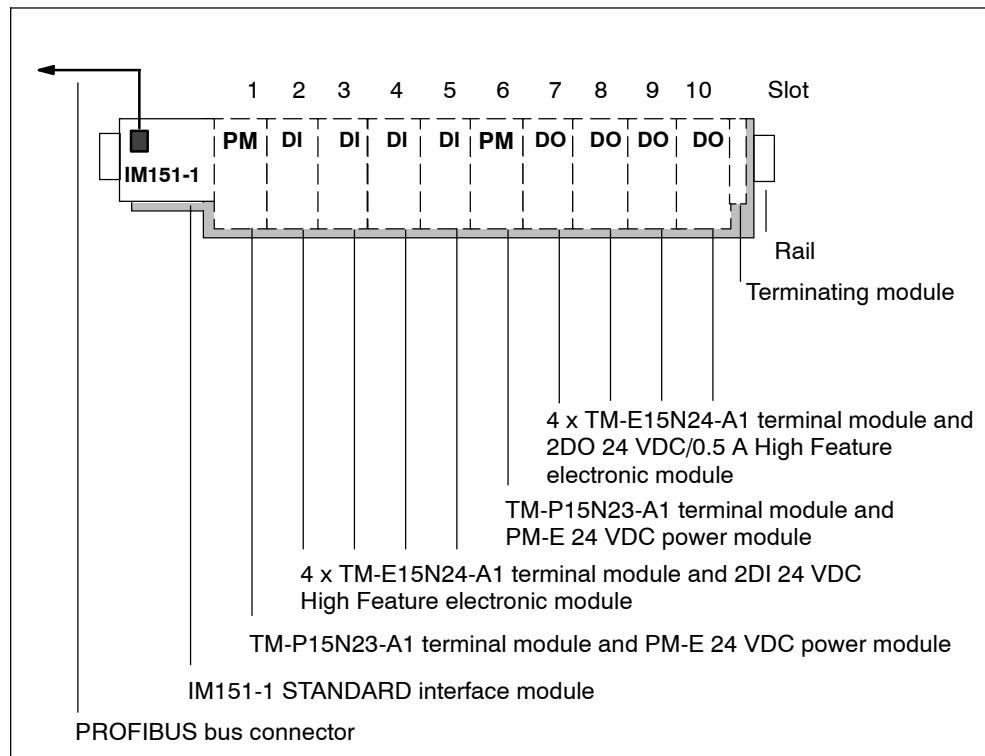 1 2 3 4 5 6 7 8 9 10 Slot
PM DI DI DI DI PM DO DO DO DO
IM151-1
Rail
Terminating module
4 x TM-E15N24-A1 terminal module and
2DO 24 VDC/0.5 A High Feature
electronic module
TM-P15N23-A1 terminal module and
PM-E 24 VDC power module
4 x TM-E15N24-A1 terminal module and 2DI 24 VDC
High Feature electronic module
TM-P15N23-A1 terminal module and PM-E 24 VDC power module
IM151-1 STANDARD interface module
PROFIBUS bus connector